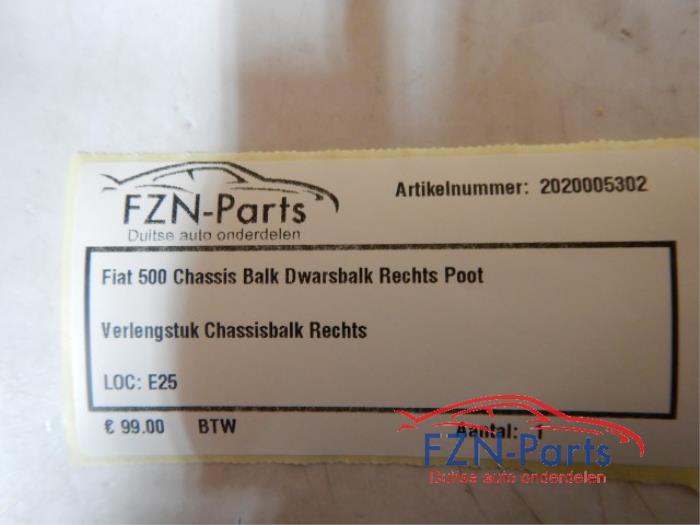 FZN-Parts
Duitse auto onderdelen
Artikelnummer: 2020005302
Fiat 500 Chassis Balk Dwarsbalk Rechts Poot
Verlengstuk Chassisbalk Rechts
LOC: E25
€ 99.00 BTW Aantal: 1
FZN-Parts
Duitse auto onderdelen